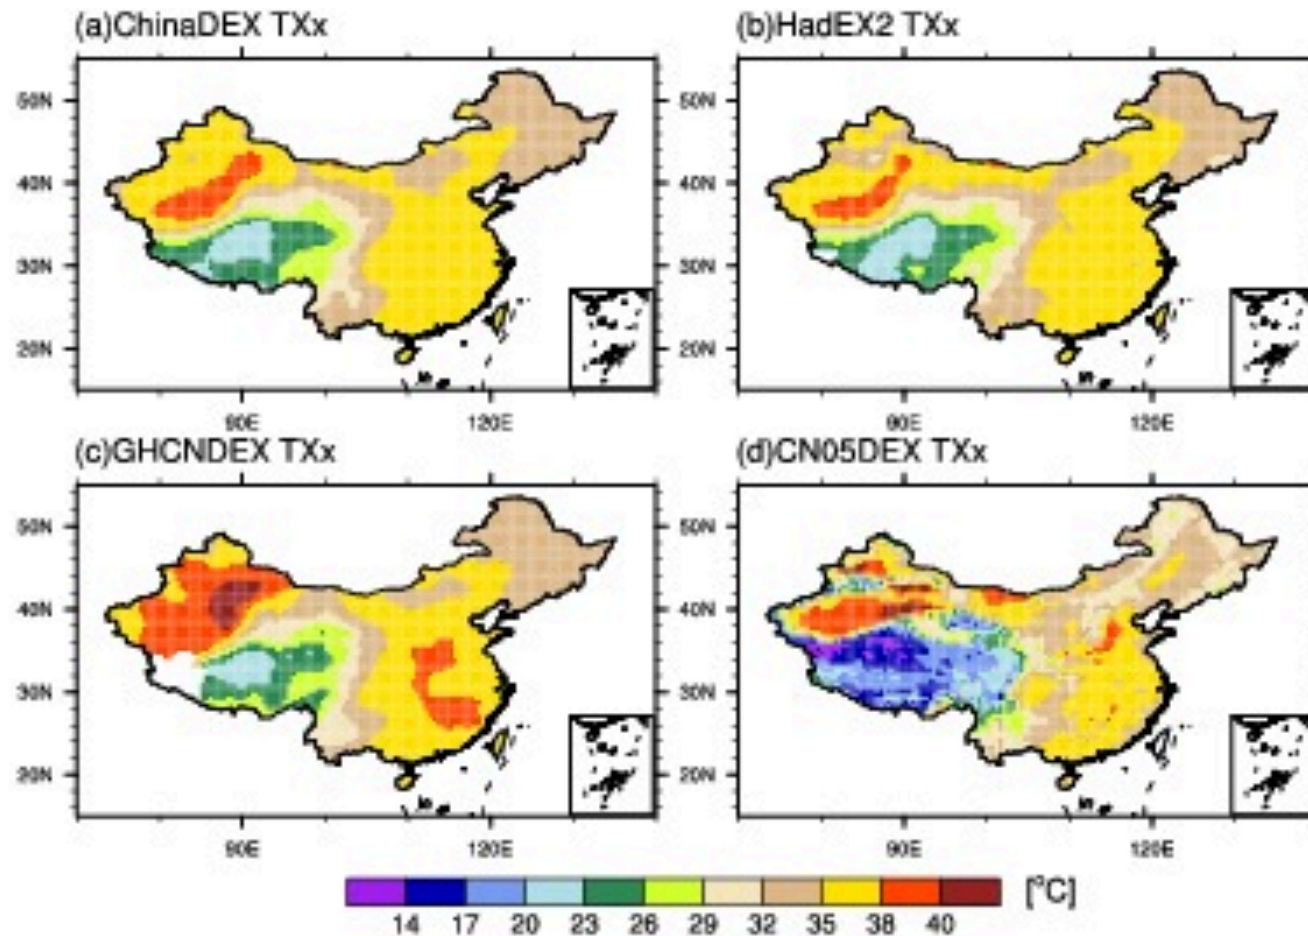 (a)ChinaDEX TXx
(b)HadEX2 TXx
50N
50N
40N
40N
30N
30N
20N
20N
90E
120E
90E
120E
(c)GHCNDEX TXx
(d)CN05DEX TXx
50N
50N
40N
40N
30N
30N
20N
20N
90E
120E
90E
120E
14 17 20 23 26 29 32 35 38 40
[°C]